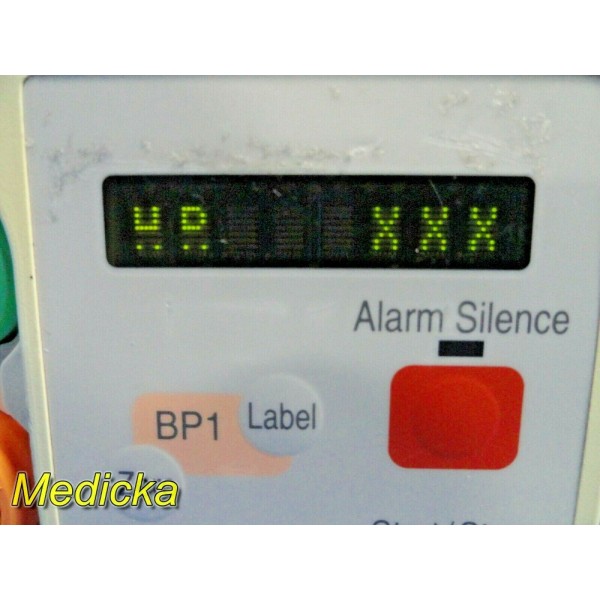 XXX
Alarm Silence
BP1
Label
Medicka